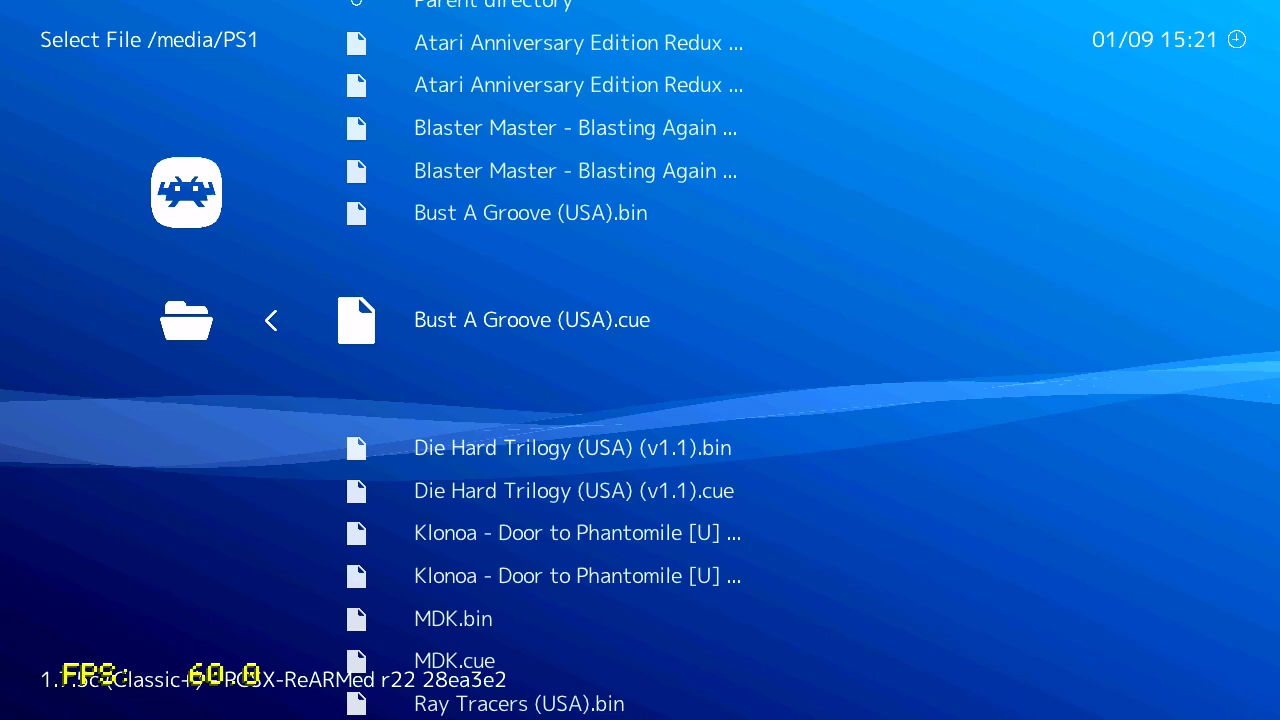 Parent directory
Select File /media/PS1
01/09 15:21
Atari Anniversary Edition Redux ...
Atari Anniversary Edition Redux ...
Blaster Master - Blasting Again ...
Blaster Master - Blasting Again ...
Bust A Groove (USA).bin
Bust A Groove (USA).cue
Die Hard Trilogy (USA) (v1.1).bin
Die Hard Trilogy (USA) (v1.1).cue
Klonoa - Door to Phantomile [U] ...
Klonoa - Door to Phantomile [U] ...
MDK.bin
MDK.cue
FPS: 60.0
PCSX-ReARMed r22 28ea3e2
Ray Tracers (USA).bin